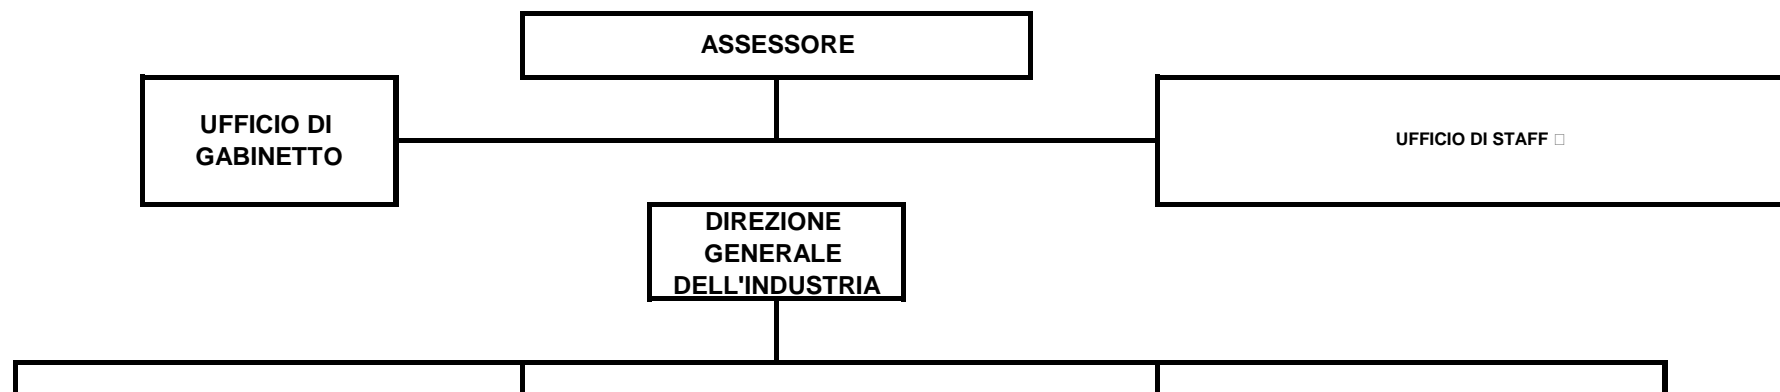 ASSESSORE
UFFICIO DI
GABINETTO
UFFICIO DI STAFF □
DIREZIONE
GENERALE
DELL'INDUSTRIA